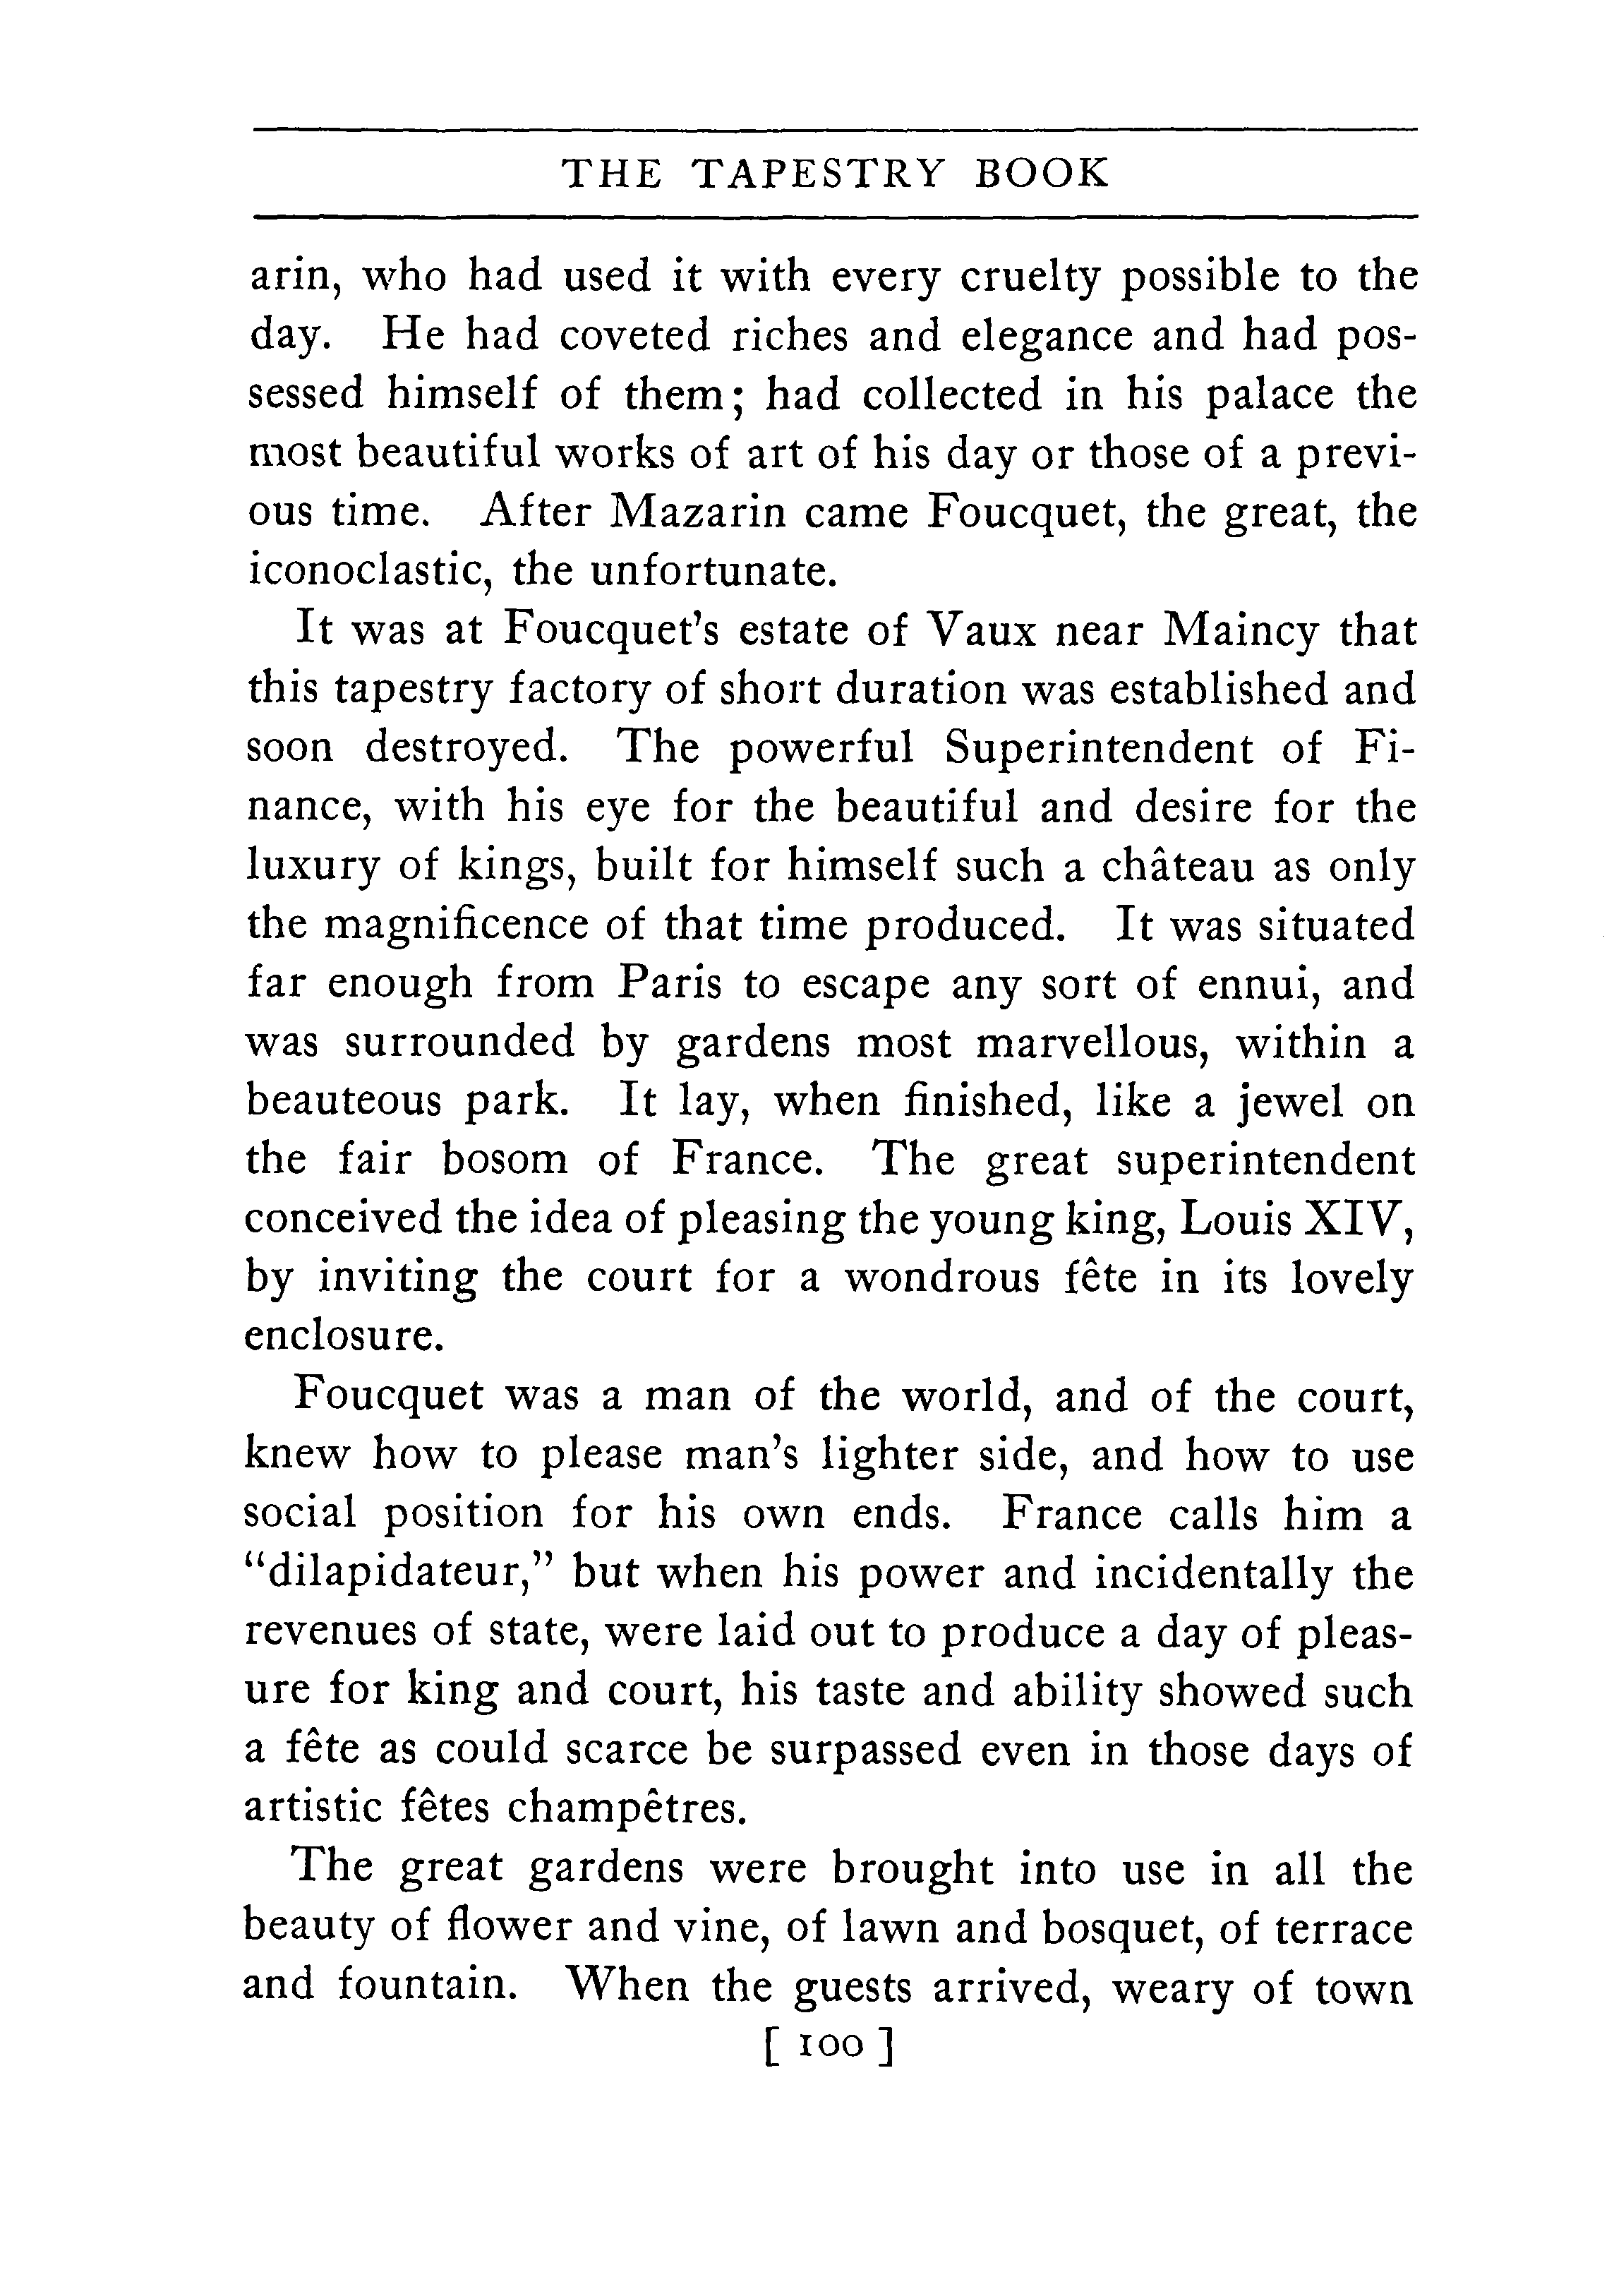 THE TAPESTRY BOOK
arin, who had used it with every cruelty possible to the
day. He had coveted riches and elegance and had pos-
sessed himself of them; had collected in his palace the
most beautiful works of art of his day or those of a previ-
ous time. After Mazarin came Foucquet, the great, the
iconoclastic, the unfortunate.
It was at Foucquet's estate of Vaux near Maincy that
this tapestry factory of short duration was established and
soon destroyed. The powerful Superintendent of Fi-
nance, with his eye for the beautiful and desire for the
luxury of kings, built for himself such a château as only
the magnificence of that time produced. It was situated
far enough from Paris to escape any sort of ennui, and
was surrounded by gardens most marvellous, within a
beauteous park. It lay, when finished, like a jewel on
the fair bosom of France. The great superintendent
conceived the idea of pleasing the young king, Louis XIV,
by inviting the court for a wondrous fête in its lovely
enclosure.
Foucquet was a man of the world, and of the court,
knew how to please man's lighter side, and how to use
social position for his own ends. France calls him a
"dilapidateur," but when his power and incidentally the
revenues of state, were laid out to produce a day of pleas-
ure for king and court, his taste and ability showed such
a fête as could scarce be surpassed even in those days of
artistic fêtes champêtres.
The great gardens were brought into use in all the
beauty of flower and vine, of lawn and bosquet, of terrace
and fountain. When the guests arrived, weary of town
[ 100 ]